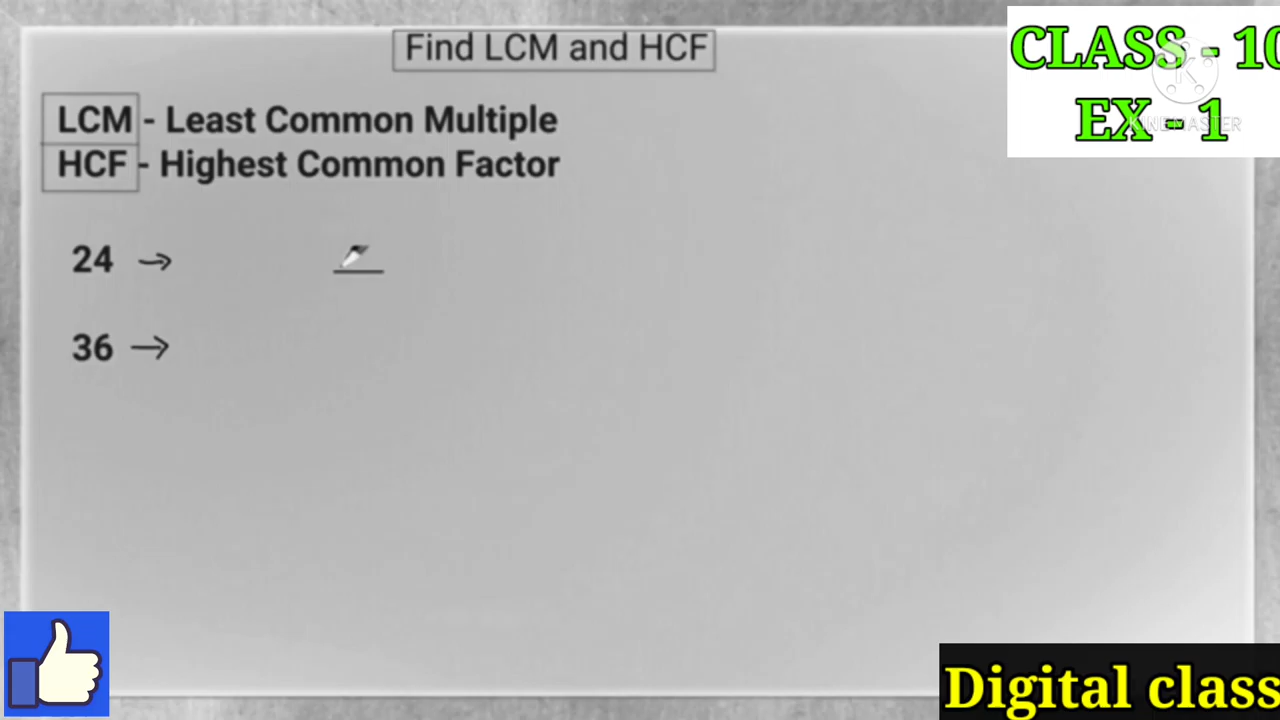 Find LCM and HCF
CLASS - 10
EX - 1
KINEMASTER
LCM - Least Common Multiple
HCF - Highest Common Factor
24 →
36 →
Digital class